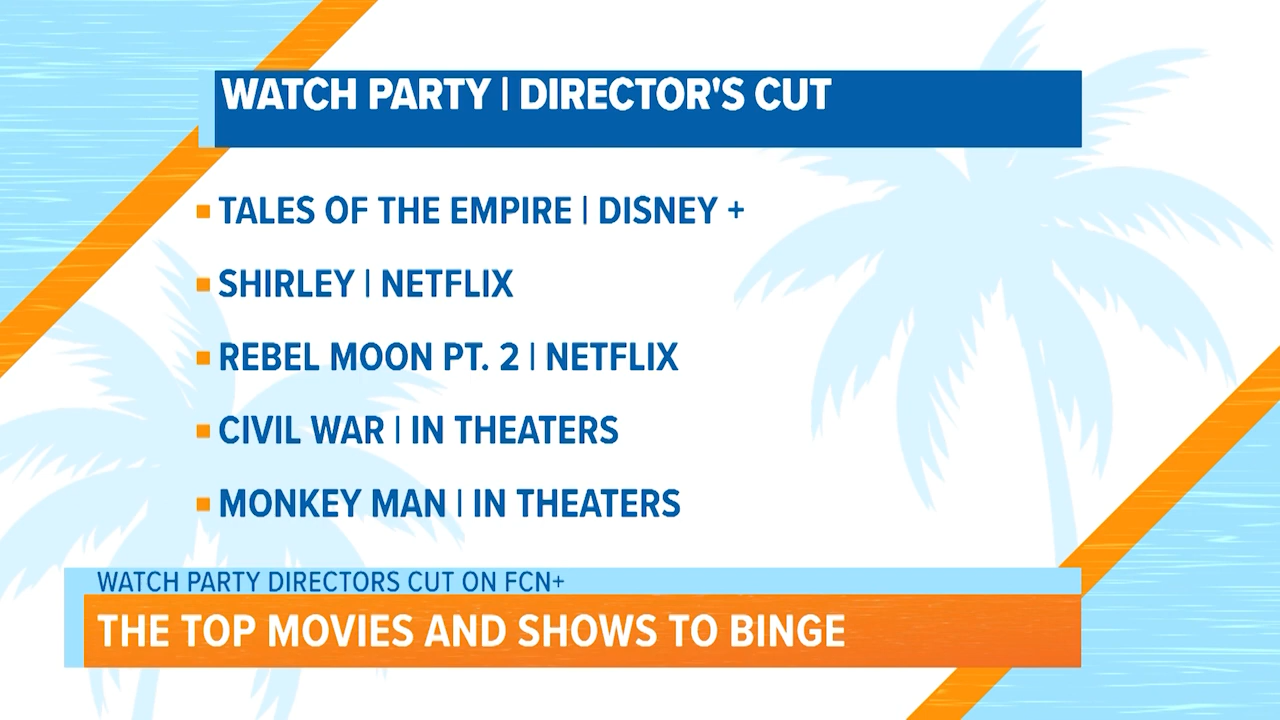 WATCH PARTY | DIRECTOR'S CUT
TALES OF THE EMPIRE | DISNEY +
SHIRLEY | NETFLIX
REBEL MOON PT. 2 | NETFLIX
CIVIL WAR | IN THEATERS
MONKEY MAN | IN THEATERS
WATCH PARTY DIRECTORS CUT ON FCN+
THE TOP MOVIES AND SHOWS TO BINGE